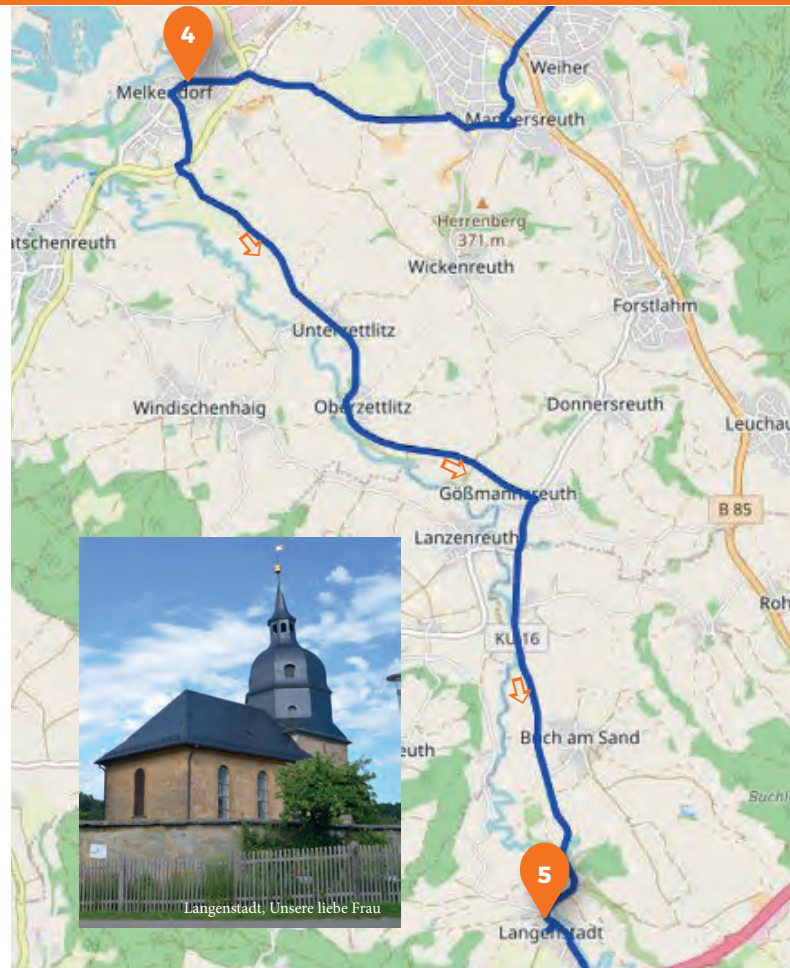 4
Weiher
Melkendorf
Mannersreuth
Herrenberg
371 m
atschenreuth
Wickenreuth
Forstlahm
Unterzettlitz
Windischenhaig
Oberzettlitz
Donnersreuth
Leuchau
Gößmannsreuth
B 85
Lanzenreuth
Roh
KU 16
Buch am Sand
euth
Buchl
5
Langenstadt, Unsere liebe Frau
Langenstadt